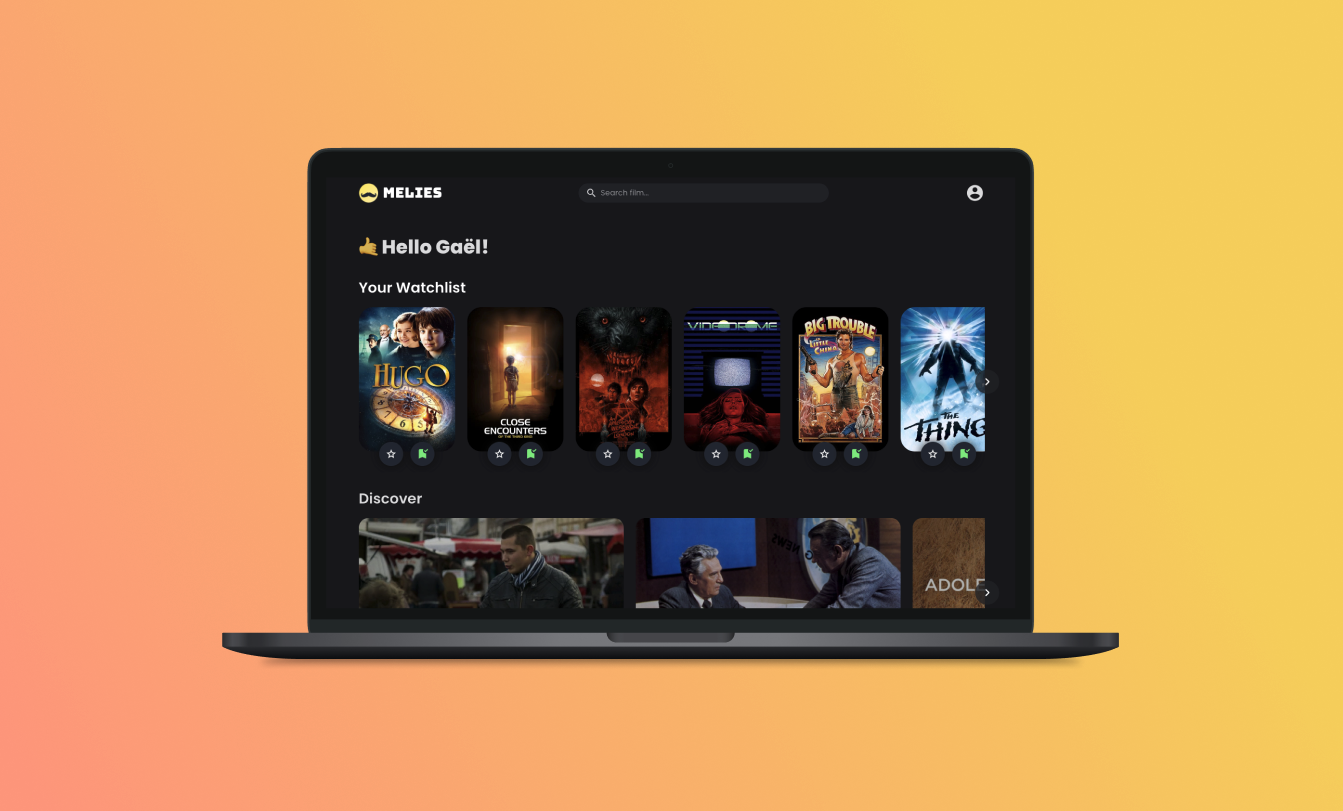 MELIES
Search film...
🤙 Hello Gaël!
Your Watchlist
HUGO
CLOSE
ENCOUNTERS
OF THE THIRD KIND
VIDEODROME
BIG TROUBLE
IN
LITTLE
CHINA
THE
THING
Discover
NEWS
ADOLF